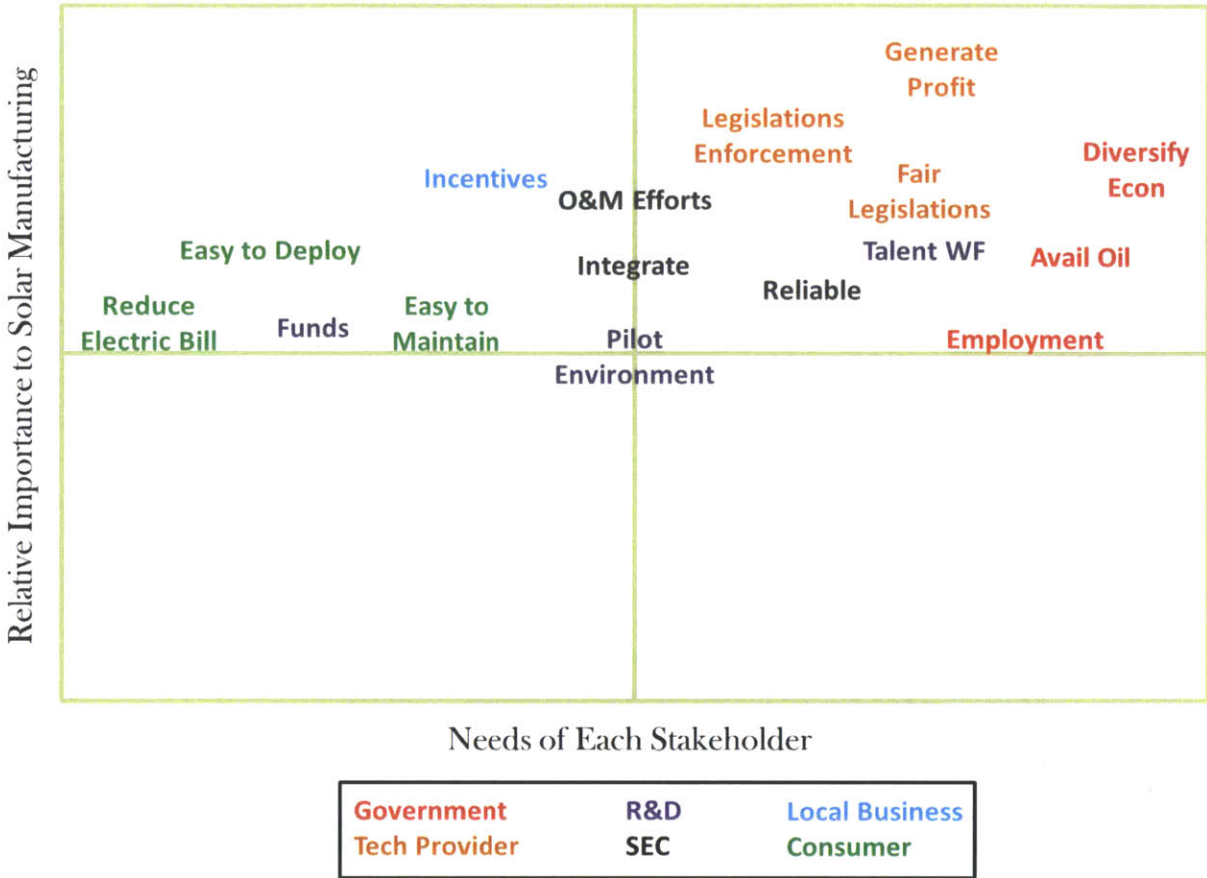 Relative Importance to Solar Manufacturing
Generate
Profit
Legislations
Enforcement
Diversify
Econ
Incentives
Fair
Legislations
O&M Efforts
Easy to Deploy
Integrate
Talent WF
Avail Oil
Reliable
Reduce
Electric Bill
Funds
Easy to
Maintain
Pilot
Environment
Employment
Needs of Each Stakeholder
Government
R&D
Local Business
Tech Provider
SEC
Consumer